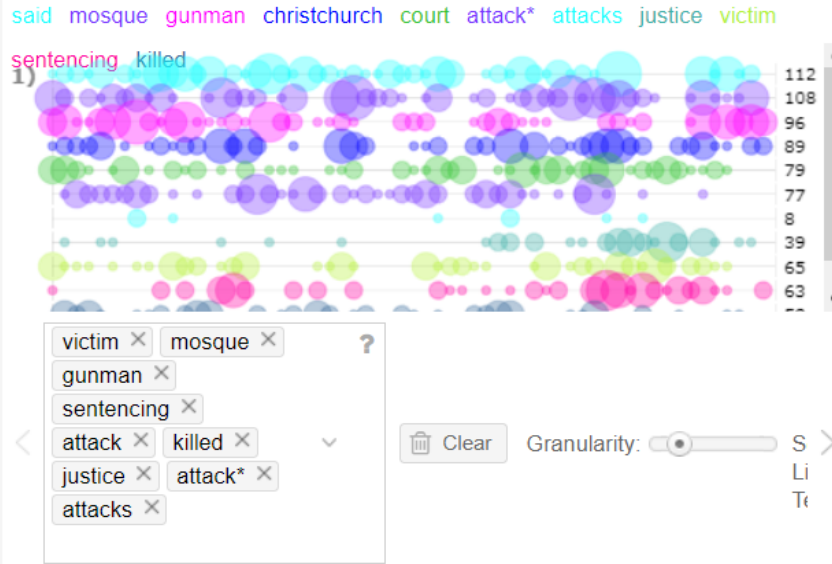 said mosque gunman christchurch court attack* attacks justice victim
sentencing killed
1)
112
108
96
89
79
77
8
39
65
63
victim × mosque × ?
gunman ×
sentencing ×
attack × killed ×
justice × attack* ×
attacks ×
Clear Granularity: